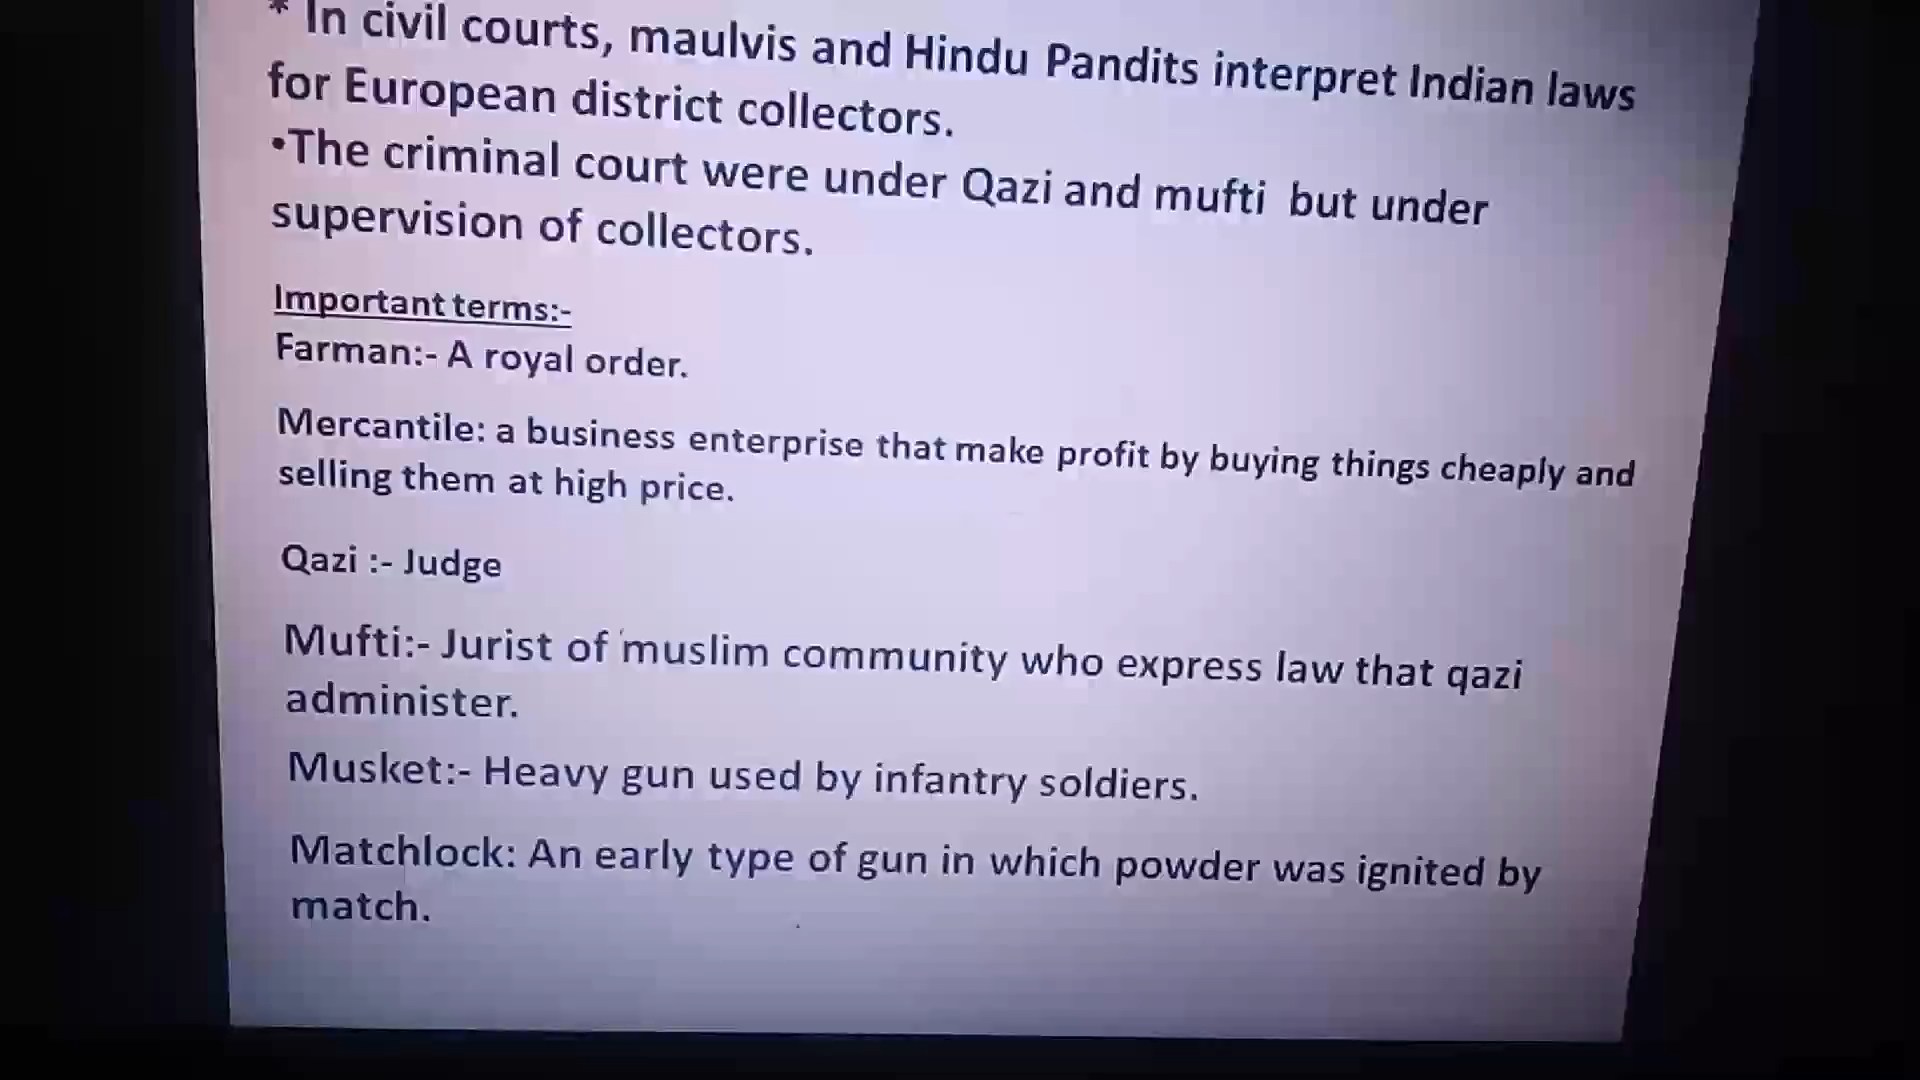 * In civil courts, maulvis and Hindu Pandits interpret Indian laws
for European district collectors.
•The criminal court were under Qazi and mufti but under
supervision of collectors.
Important terms:-
Farman:- A royal order.
Mercantile: a business enterprise that make profit by buying things cheaply and
selling them at high price.
Qazi :- Judge
Mufti:- Jurist of muslim community who express law that qazi
administer.
Musket:- Heavy gun used by infantry soldiers.
Matchlock: An early type of gun in which powder was ignited by
match.